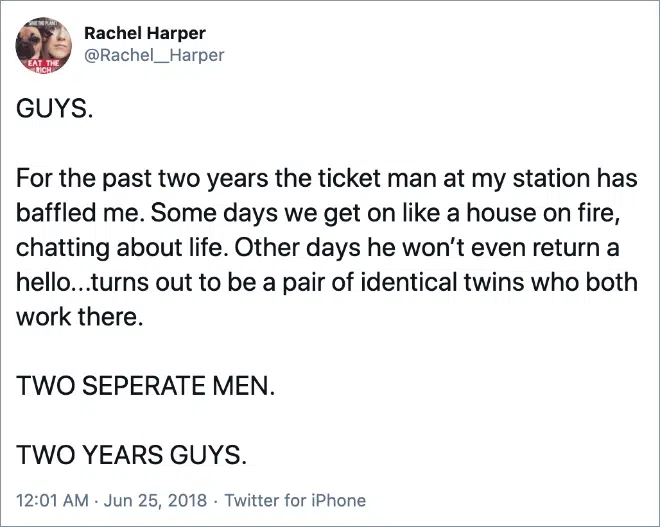 SAVE THE PLANET
EAT THE
RICH
Rachel Harper
@Rachel__Harper
GUYS.
For the past two years the ticket man at my station has
baffled me. Some days we get on like a house on fire,
chatting about life. Other days he won’t even return a
hello...turns out to be a pair of identical twins who both
work there.
TWO SEPERATE MEN.
TWO YEARS GUYS.
12:01 AM · Jun 25, 2018 · Twitter for iPhone